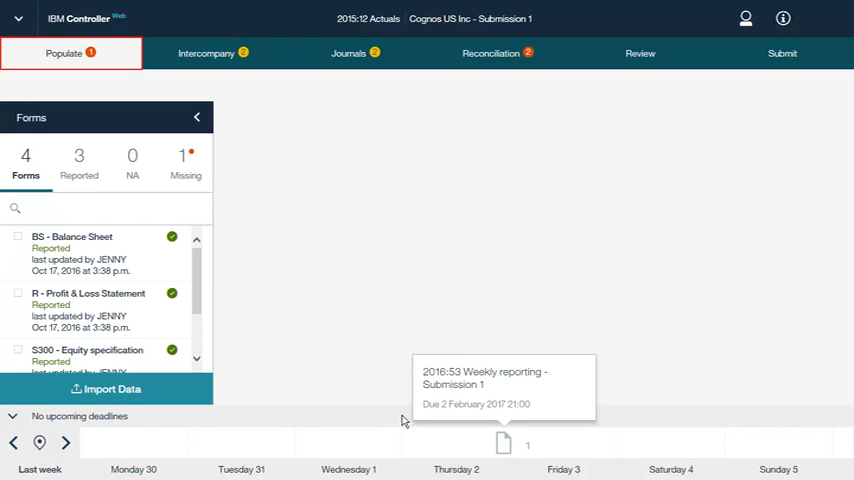 IBM Controller Web
2015:12 Actuals | Cognos US Inc - Submission 1
Populate 1
Intercompany 2
Journals 2
Reconciliation 2
Review
Submit
Forms
4
3
0
1
Forms
Reported
NA
Missing
BS - Balance Sheet
Reported
last updated by JENNY
Oct 17, 2016 at 3:38 p.m.
R - Profit & Loss Statement
Reported
last updated by JENNY
Oct 17, 2016 at 3:38 p.m.
S300 - Equity specification
Reported
last updated by JENNY
Import Data
2016:53 Weekly reporting -
Submission 1
Due 2 February 2017 21:00
No upcoming deadlines
1
Last week
Monday 30
Tuesday 31
Wednesday 1
Thursday 2
Friday 3
Saturday 4
Sunday 5